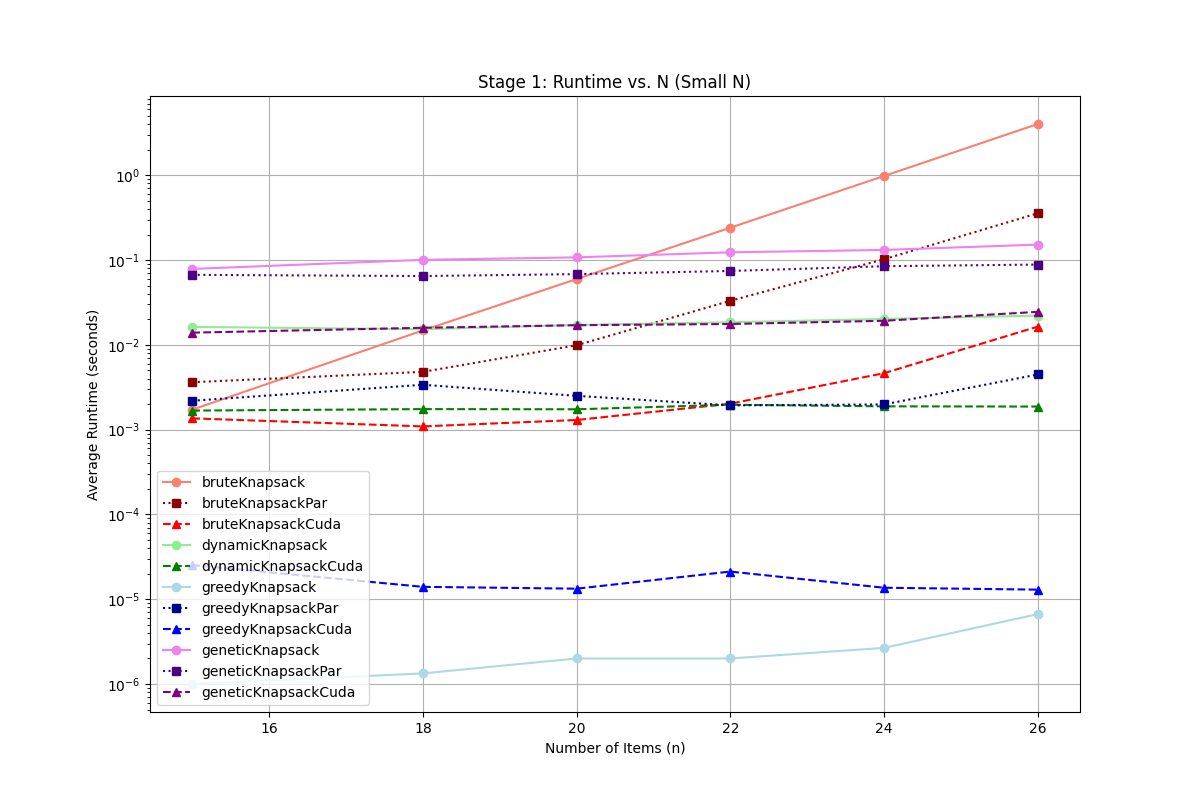 Stage 1: Runtime vs. N (Small N)
10^0
10^-1
10^-2
10^-3
10^-4
10^-5
10^-6
Average Runtime (seconds)
bruteKnapsack
bruteKnapsackPar
bruteKnapsackCuda
dynamicKnapsack
dynamicKnapsackCuda
greedyKnapsack
greedyKnapsackPar
greedyKnapsackCuda
geneticKnapsack
geneticKnapsackPar
geneticKnapsackCuda
16 18 20 22 24 26
Number of Items (n)